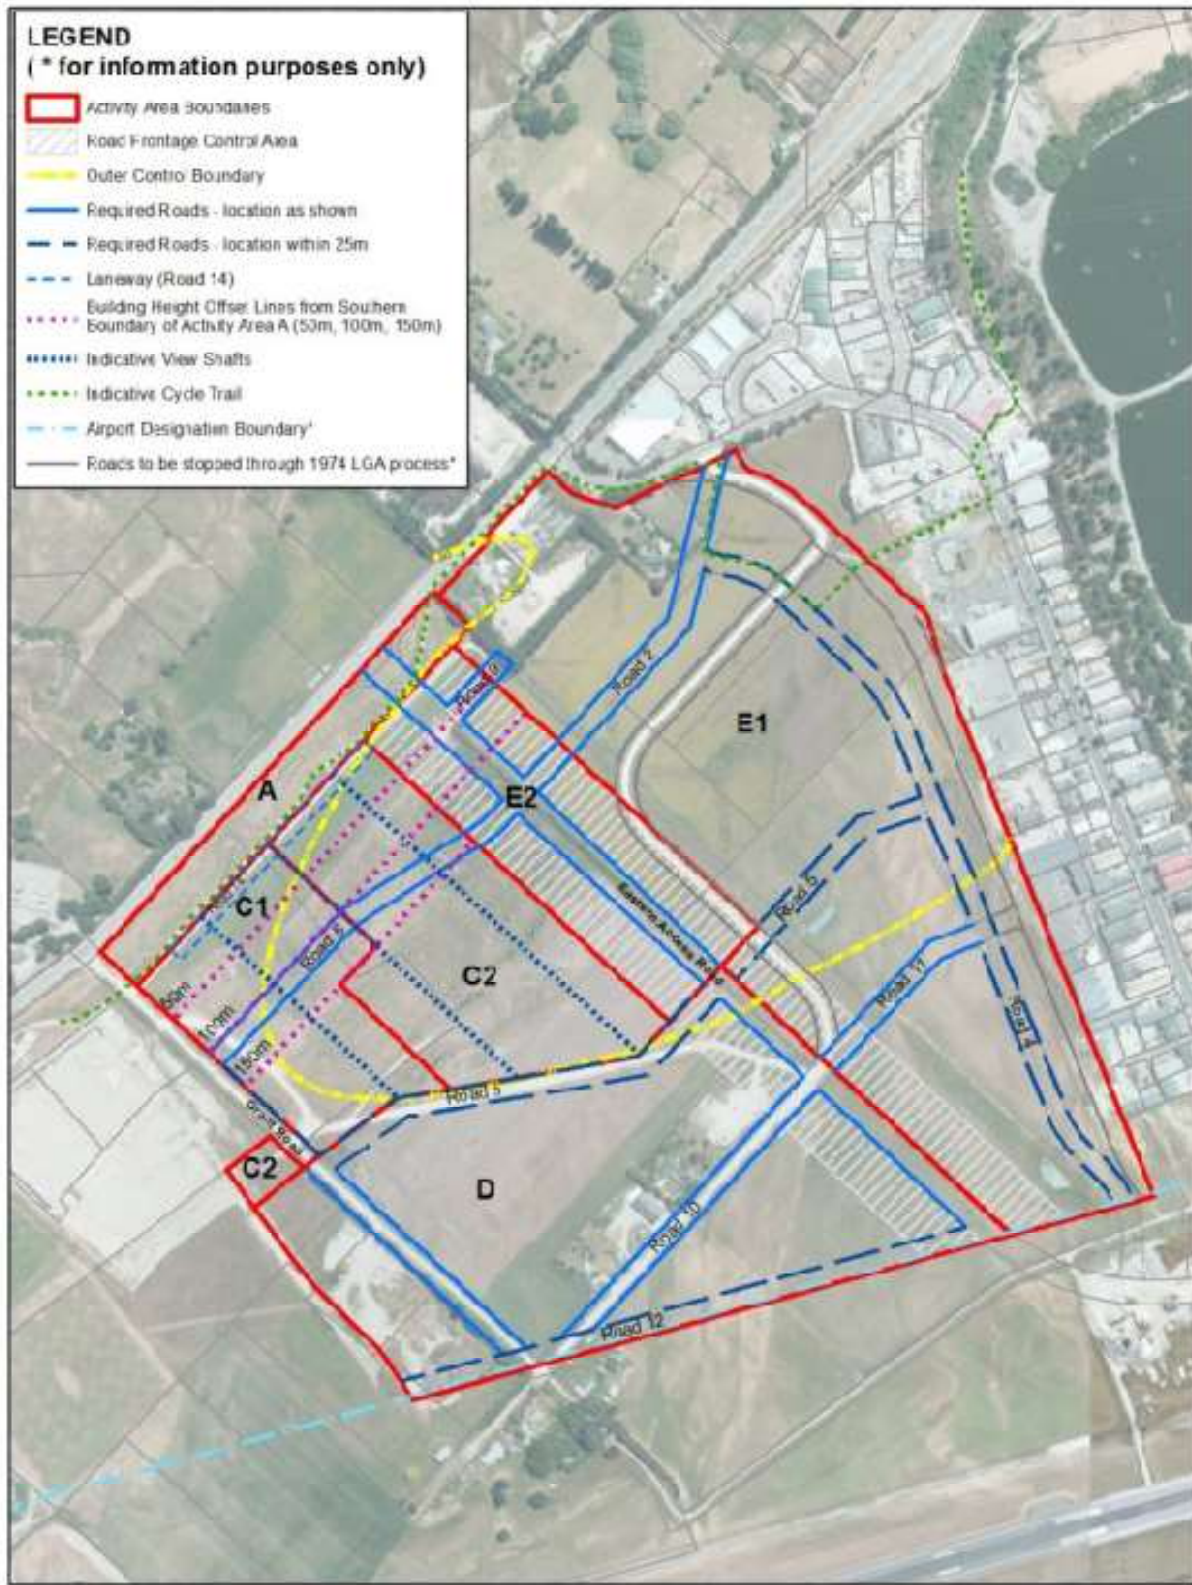 LEGEND
( * for information purposes only)
Activity Area Boundaries
Road Frontage Control Area
Outer Control Boundary
Required Roads - location as shown
Required Roads - location within 25m
Laneway (Road 14)
Building Height Offset Lines from Southern
Boundary of Activity Area A (50m, 100m, 150m)
Indicative View Shafts
Indicative Cycle Trail
Airport Designation Boundary*
Roads to be stopped through 1974 LGA process*
Road 2
E1
A
E2
Road 5
C1
Eastern Access Road
C2
Road 17
50m
100m
150m
Road 4
Grant Road
C2
D
Road 10
Road 12